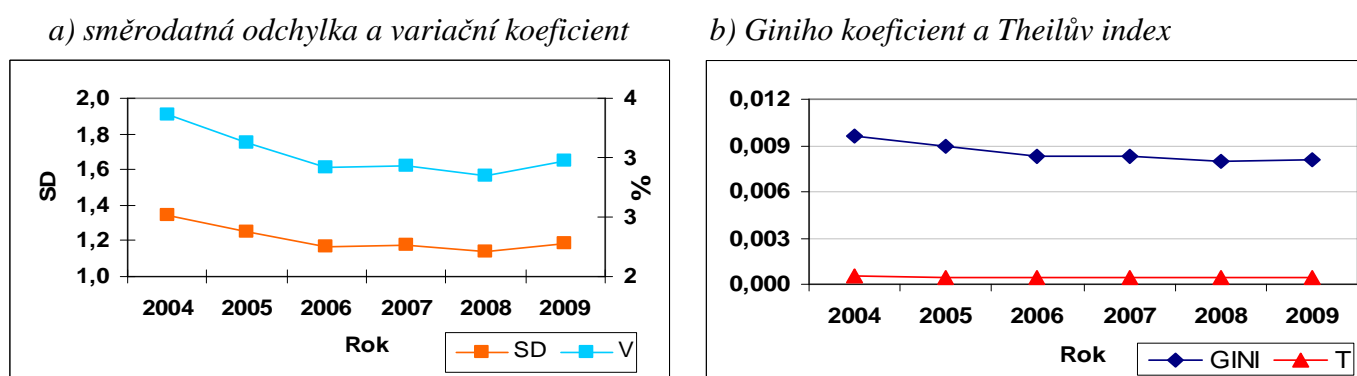 a) směrodatná odchylka a variační koeficient
SD
2,0
1,8
1,6
1,4
1,2
1,0
4
3
3
2
%
2004 2005 2006 2007 2008 2009
Rok
SD V
b) Giniho koeficient a Theilův index
0,012
0,009
0,006
0,003
0,000
2004 2005 2006 2007 2008 2009
Rok
GINI T